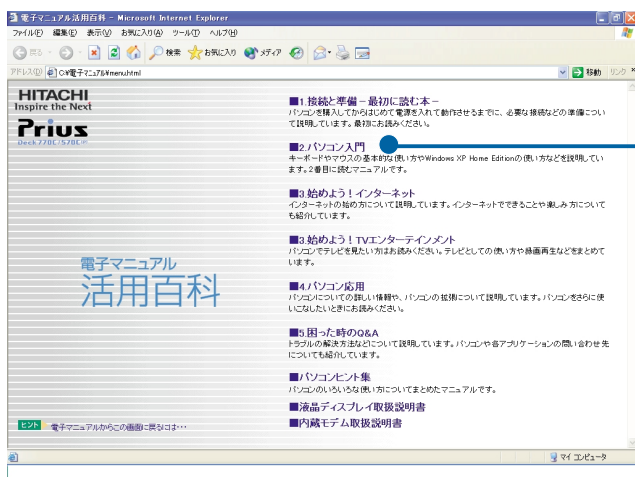 電子マニュアル活用百科 - Microsoft Internet Explorer
ファイル(F) 編集(E) 表示(V) お気に入り(A) ツール(T) ヘルプ(H)
戻る 検索 お気に入り メディア
アドレス(D) C:¥電子マニュアル¥menu.html 移動 リンク
HITACHI
Inspire the Next
Prius
Deck 770C/570C
電子マニュアル
活用百科
ヒント 電子マニュアルからこの画面に戻るには…
■1.接続と準備－最初に読む本－
パソコンを購入してからはじめて電源を入れて動作させるまでに、必要な接続などの準備につい
て説明しています。最初にお読みください。
■2.パソコン入門
キーボードやマウスの基本的な使い方やWindows XP Home Editionの使い方などを説明してい
ます。2番目に読むマニュアルです。
■3.始めよう！インターネット
インターネットの始め方について説明しています。インターネットでできることや楽しみ方について
も紹介しています。
■3.始めよう！TVエンターテインメント
パソコンでテレビを見たい方はお読みください。テレビとしての使い方や録画再生などをまとめて
います。
■4.パソコン応用
パソコンについての詳しい情報や、パソコンの拡張について説明しています。パソコンをさらに使
いこなしたいときにお読みください。
■5.困った時のQ&A
トラブルの解決方法などについて説明しています。パソコンや各アプリケーションの問い合わせ先
についても紹介しています。
■パソコンヒント集
パソコンのいろいろな使い方についてまとめたマニュアルです。
■液晶ディスプレイ取扱説明書
■内蔵モデム取扱説明書
マイ コンピュータ